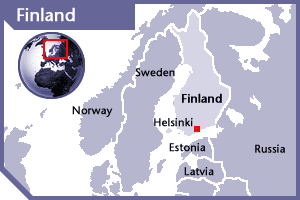 Finland
Sweden
Finland
Norway
Helsinki
Estonia
Russia
Latvia